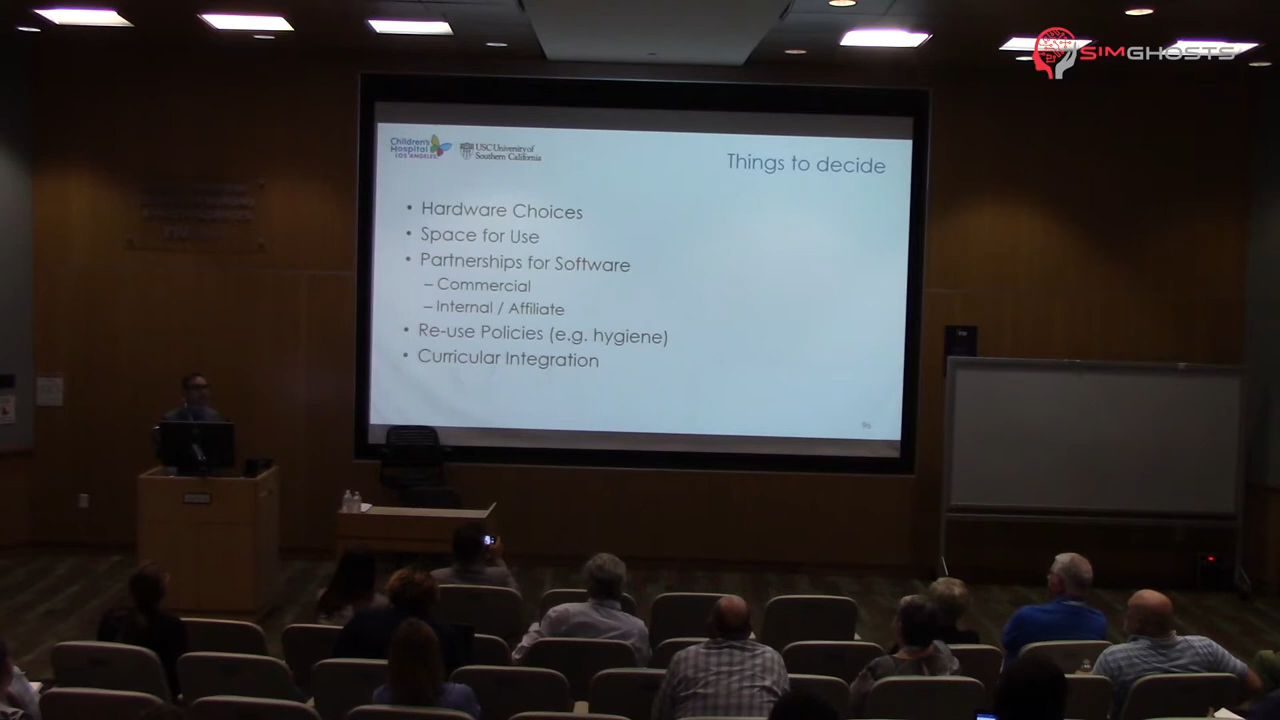 SIMGHOSTS
Children's
Hospital
LOS ANGELES
USC University of
Southern California
Things to decide
• Hardware Choices
• Space for Use
• Partnerships for Software
– Commercial
– Internal / Affiliate
• Re-use Policies (e.g. hygiene)
• Curricular Integration
96